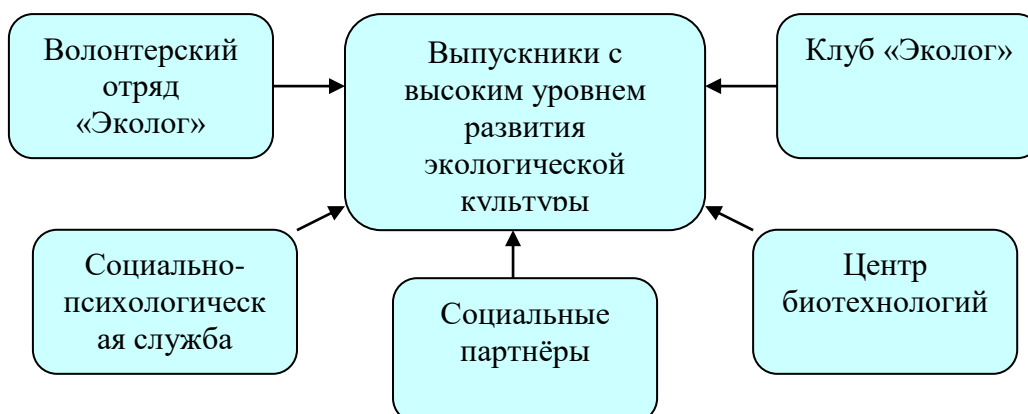 Волонтерский
отряд
«Эколог»
Выпускники с
высоким уровнем
развития
экологической
культуры
Клуб «Эколог»
Социально-
психологическ
ая служба
Социальные
партнёры
Центр
биотехнологий